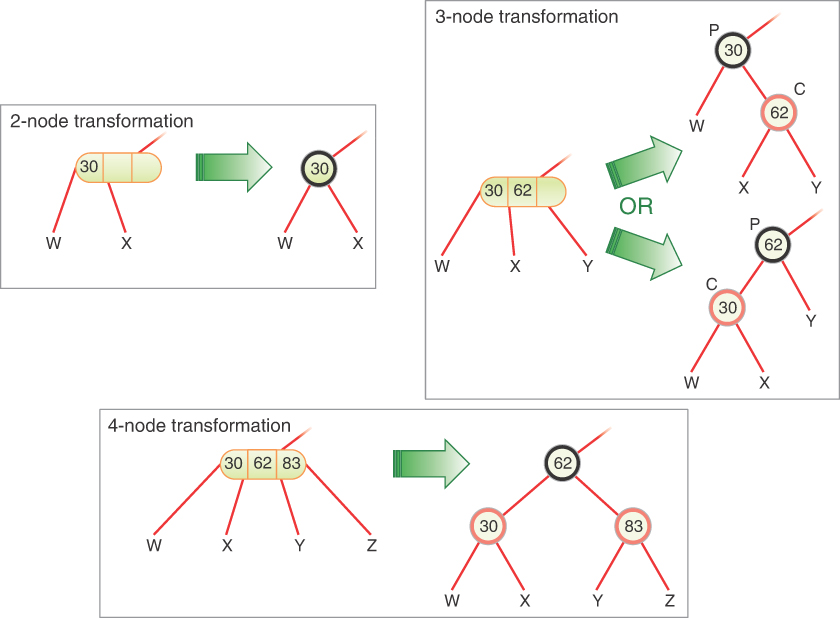 2-node transformation
30
30
W X
W X
3-node transformation
30 62
W X Y
OR
P
30
C
62
W
X Y
P
62
C
30
Y
W X
4-node transformation
30 62 83
W X Y Z
62
30 83
W X Y Z